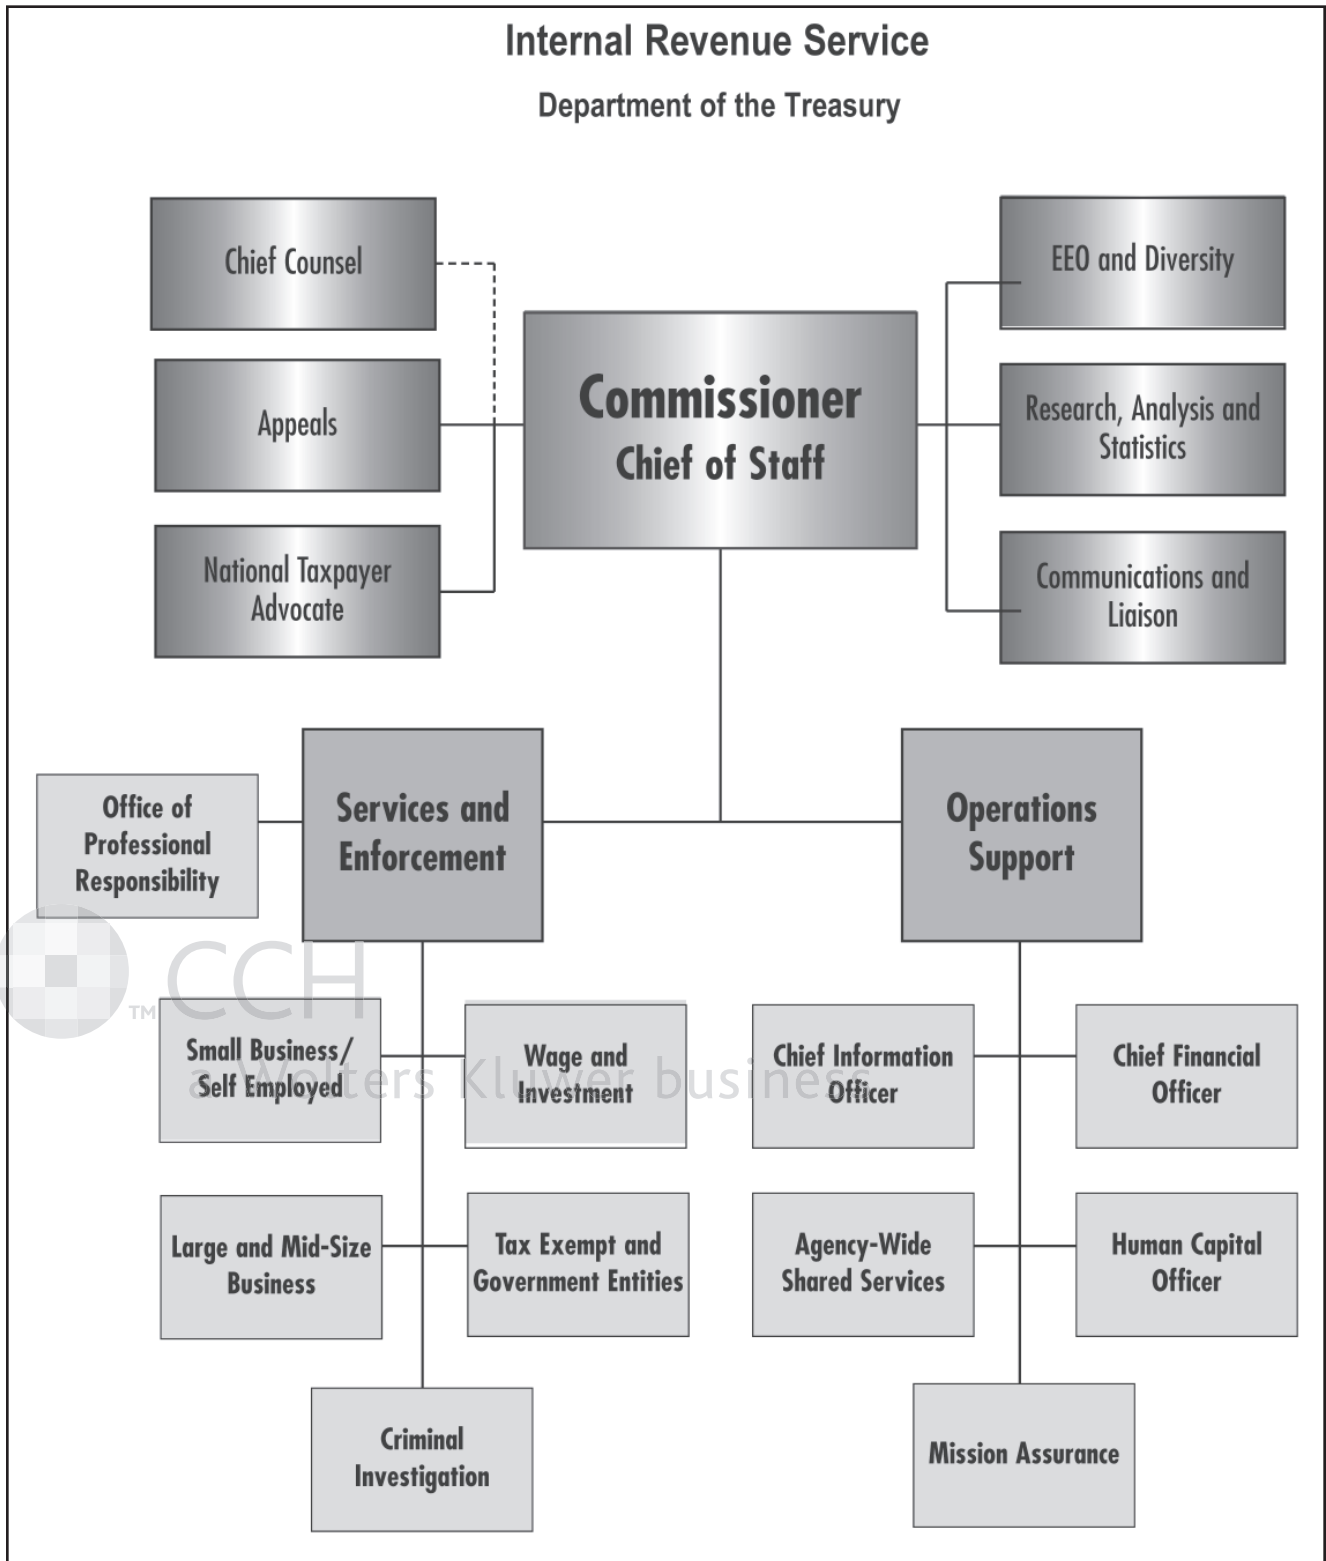 Internal Revenue Service
Department of the Treasury
Chief Counsel
EEO and Diversity
Commissioner
Chief of Staff
Appeals
Research, Analysis and
Statistics
National Taxpayer
Advocate
Communications and
Liaison
Office of
Professional
Responsibility
Services and
Enforcement
Operations
Support
TM CCH
a Wolters Kluwer business
Small Business/
Self Employed
Wage and
Investment
Chief Information
Officer
Chief Financial
Officer
Large and Mid-Size
Business
Tax Exempt and
Government Entities
Agency-Wide
Shared Services
Human Capital
Officer
Criminal
Investigation
Mission Assurance